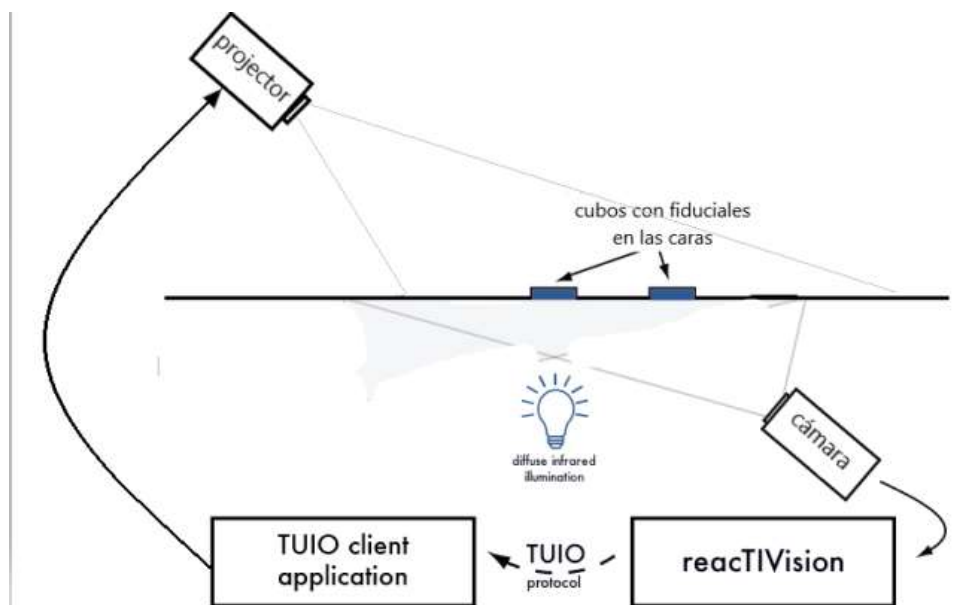 projector
cubos con fiduciales
en las caras
cámara
diffuse infrared
illumination
TUIO client
application
TUIO
protocol
reacTIVision